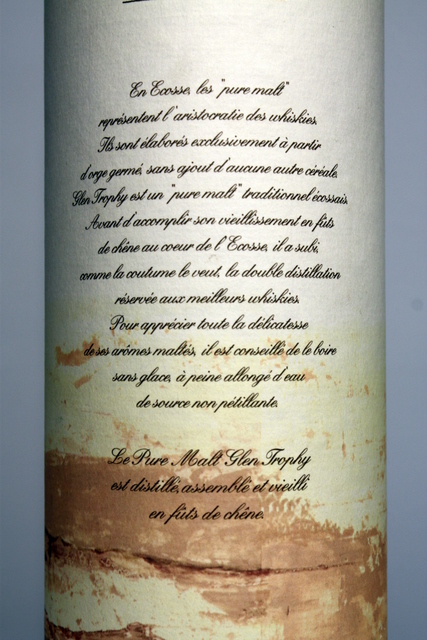 En Ecosse, les "pure malt"
représentent l'aristocratie des whiskies.
Ils sont élaborés exclusivement à partir
d'orge germé, sans ajout d'aucune autre céréale.
Glen Trophy est un "pure malt" traditionnel écossais.
Avant d'accomplir son vieillissement en fûts
de chêne au coeur de l'Ecosse, il a subi,
comme la coutume le veut, la double distillation
réservée aux meilleurs whiskies.
Pour apprécier toute la délicatesse
de ses arômes maltés, il est conseillé de le boire
sans glace, à peine allongé d'eau
de source non pétillante.
Le Pure Malt Glen Trophy
est distillé, assemblé et vieilli
en fûts de chêne.